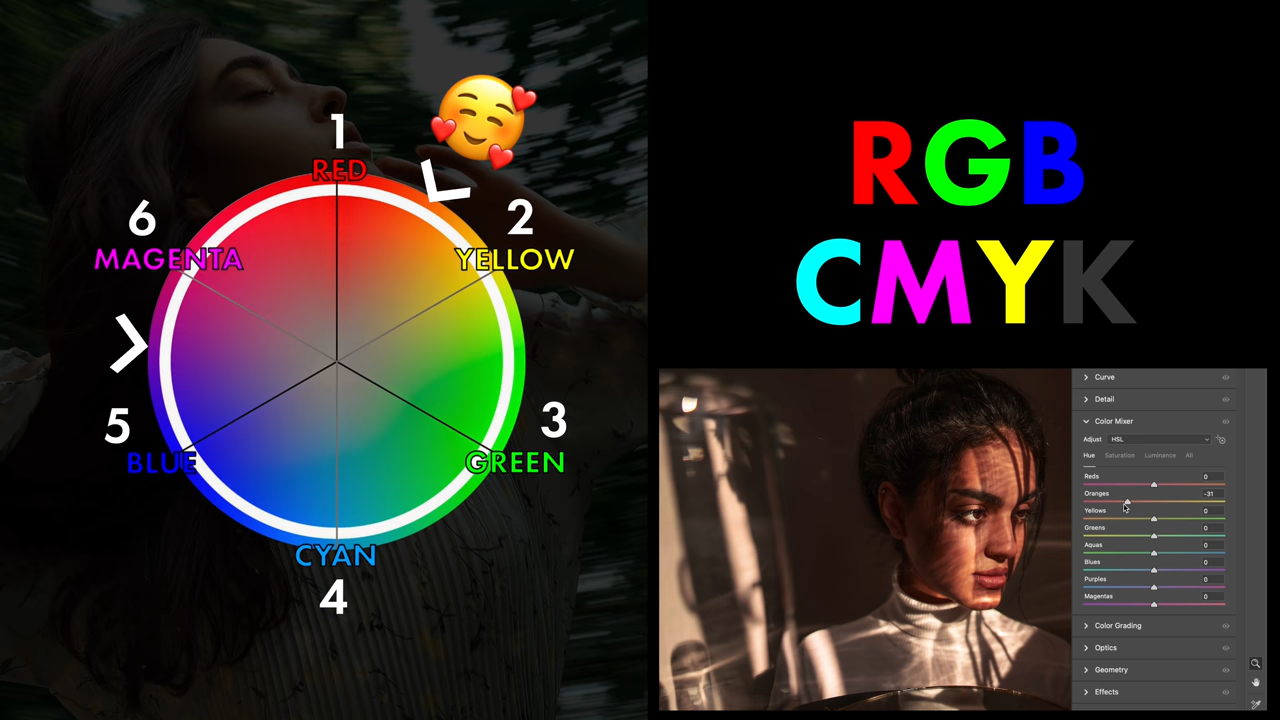 1
RED
6
MAGENTA
2
YELLOW
5
BLUE
3
GREEN
CYAN
4
RGB
CMYK
Curve
Detail
Color Mixer
Adjust HSL
Hue Saturation Luminance All
Reds 0
Oranges -31
Yellows 0
Greens 0
Aquas 0
Blues 0
Purples 0
Magentas 0
Color Grading
Optics
Geometry
Effects